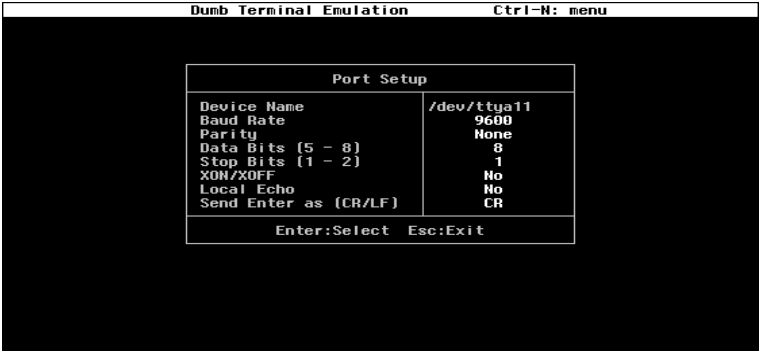 Dumb Terminal Emulation Ctrl-N: menu
Port Setup
Device Name /dev/ttya11
Baud Rate 9600
Parity None
Data Bits (5 - 8) 8
Stop Bits (1 - 2) 1
XON/XOFF No
Local Echo No
Send Enter as (CR/LF) CR
Enter:Select Esc:Exit